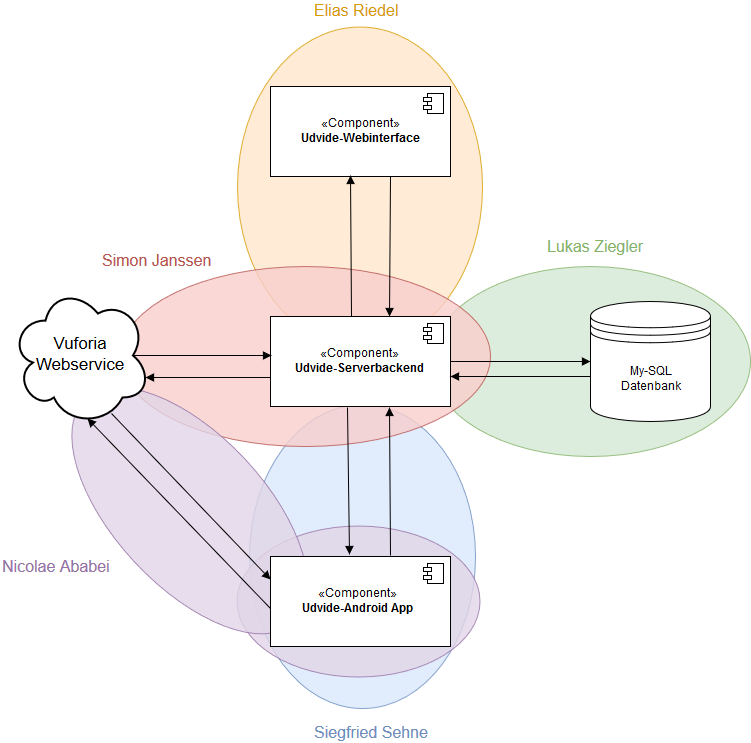 Elias Riedel
«Component»
Udvide-Webinterface
Lukas Ziegler
Simon Janssen
Vuforia
Webservice
«Component»
Udvide-Serverbackend
My-SQL
Datenbank
Nicolae Ababei
«Component»
Udvide-Android App
Siegfried Sehne